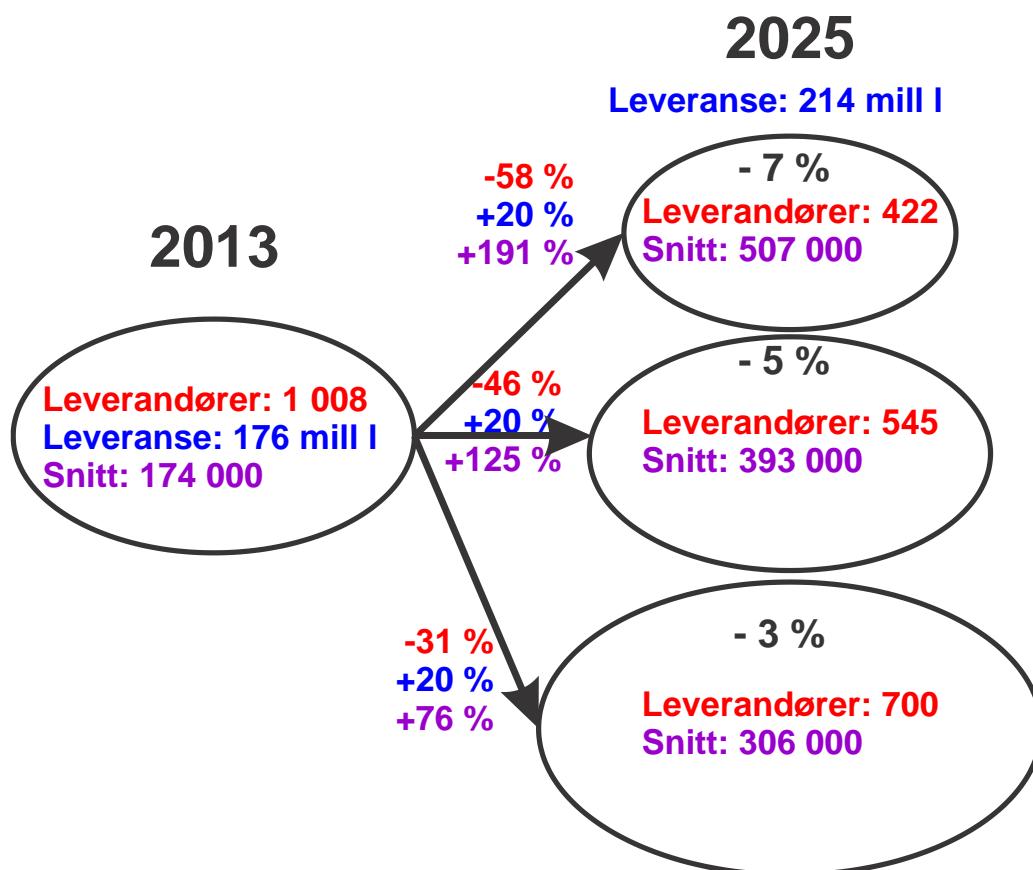 2025
Leveranse: 214 mill l
- 7 %
Leverandører: 422
Snitt: 507 000
-58 %
+20 %
+191 %
2013
Leverandører: 1 008
Leveranse: 176 mill l
Snitt: 174 000
-46 %
+20 %
+125 %
- 5 %
Leverandører: 545
Snitt: 393 000
-31 %
+20 %
+76 %
- 3 %
Leverandører: 700
Snitt: 306 000